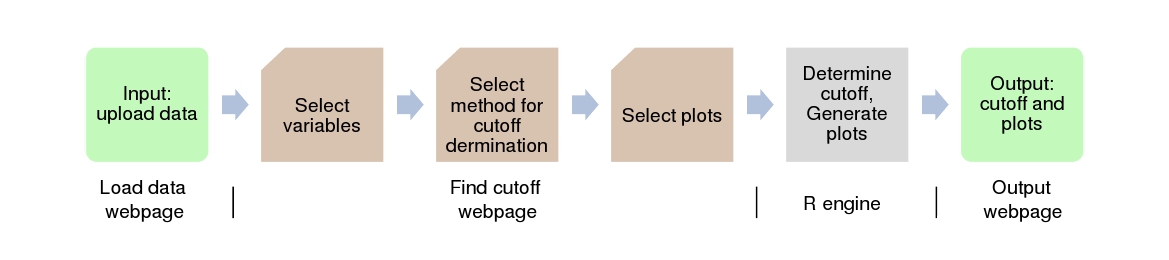 Input:
upload data
Select
variables
Select
method for
cutoff
dermination
Select plots
Determine
cutoff,
Generate
plots
Output:
cutoff and
plots
Load data
webpage
Find cutoff
webpage
R engine
Output
webpage